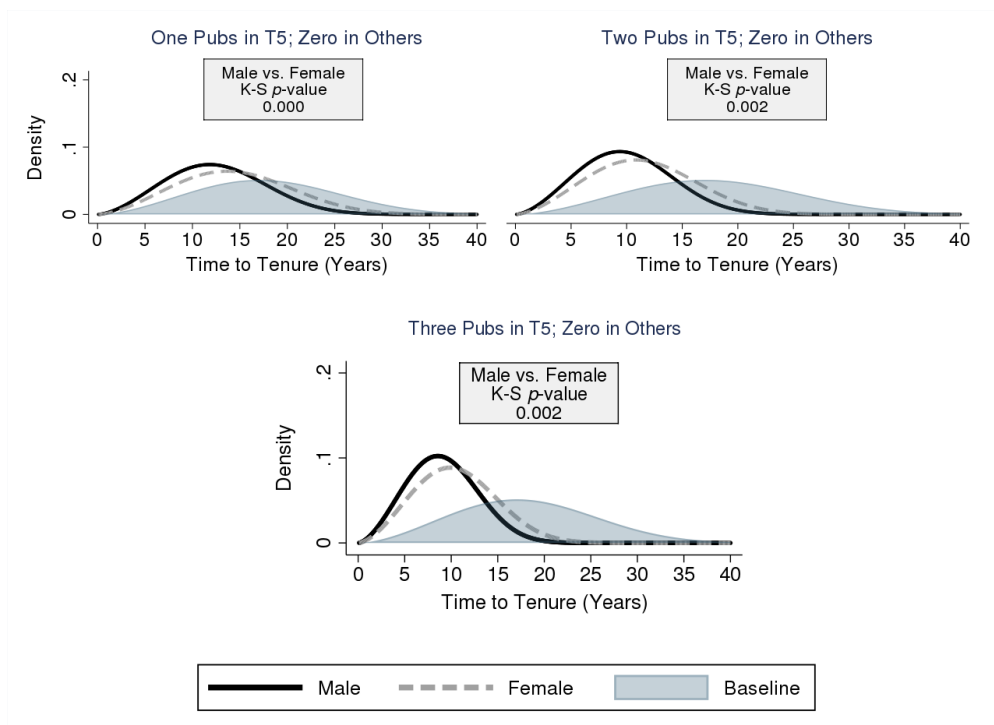 One Pubs in T5; Zero in Others
Male vs. Female
K-S p-value
0.000
Density
.2
.1
0
0 5 10 15 20 25 30 35 40
Time to Tenure (Years)
Two Pubs in T5; Zero in Others
Male vs. Female
K-S p-value
0.002
0 5 10 15 20 25 30 35 40
Time to Tenure (Years)
Three Pubs in T5; Zero in Others
Male vs. Female
K-S p-value
0.002
Density
.2
.1
0
0 5 10 15 20 25 30 35 40
Time to Tenure (Years)
Male Female Baseline